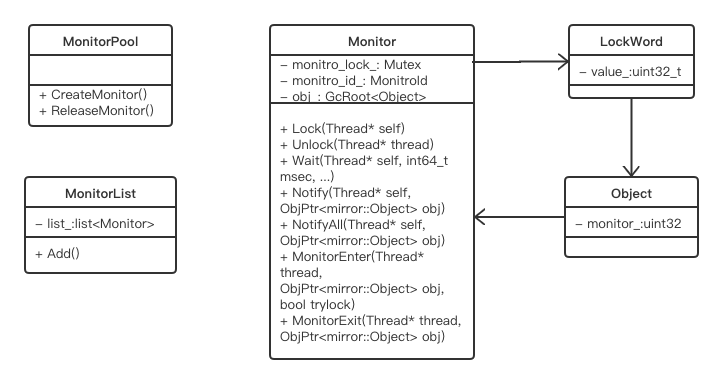 MonitorPool
+ CreateMonitor()
+ ReleaseMonitor()
MonitorList
- list_:list<Monitor>
+ Add()
Monitor
- monitro_lock_: Mutex
- monitro_id_: MonitroId
- obj_: GcRoot<Object>
+ Lock(Thread* self)
+ Unlock(Thread* thread)
+ Wait(Thread* self, int64_t
msec, ...)
+ Notify(Thread* self,
ObjPtr<mirror::Object> obj)
+ NotifyAll(Thread* self,
ObjPtr<mirror::Object> obj)
+ MonitorEnter(Thread*
thread,
ObjPtr<mirror::Object> obj,
bool trylock)
+ MonitorExit(Thread* thread,
ObjPtr<mirror::Object> obj)
LockWord
- value_:uint32_t
Object
- monitor_:uint32